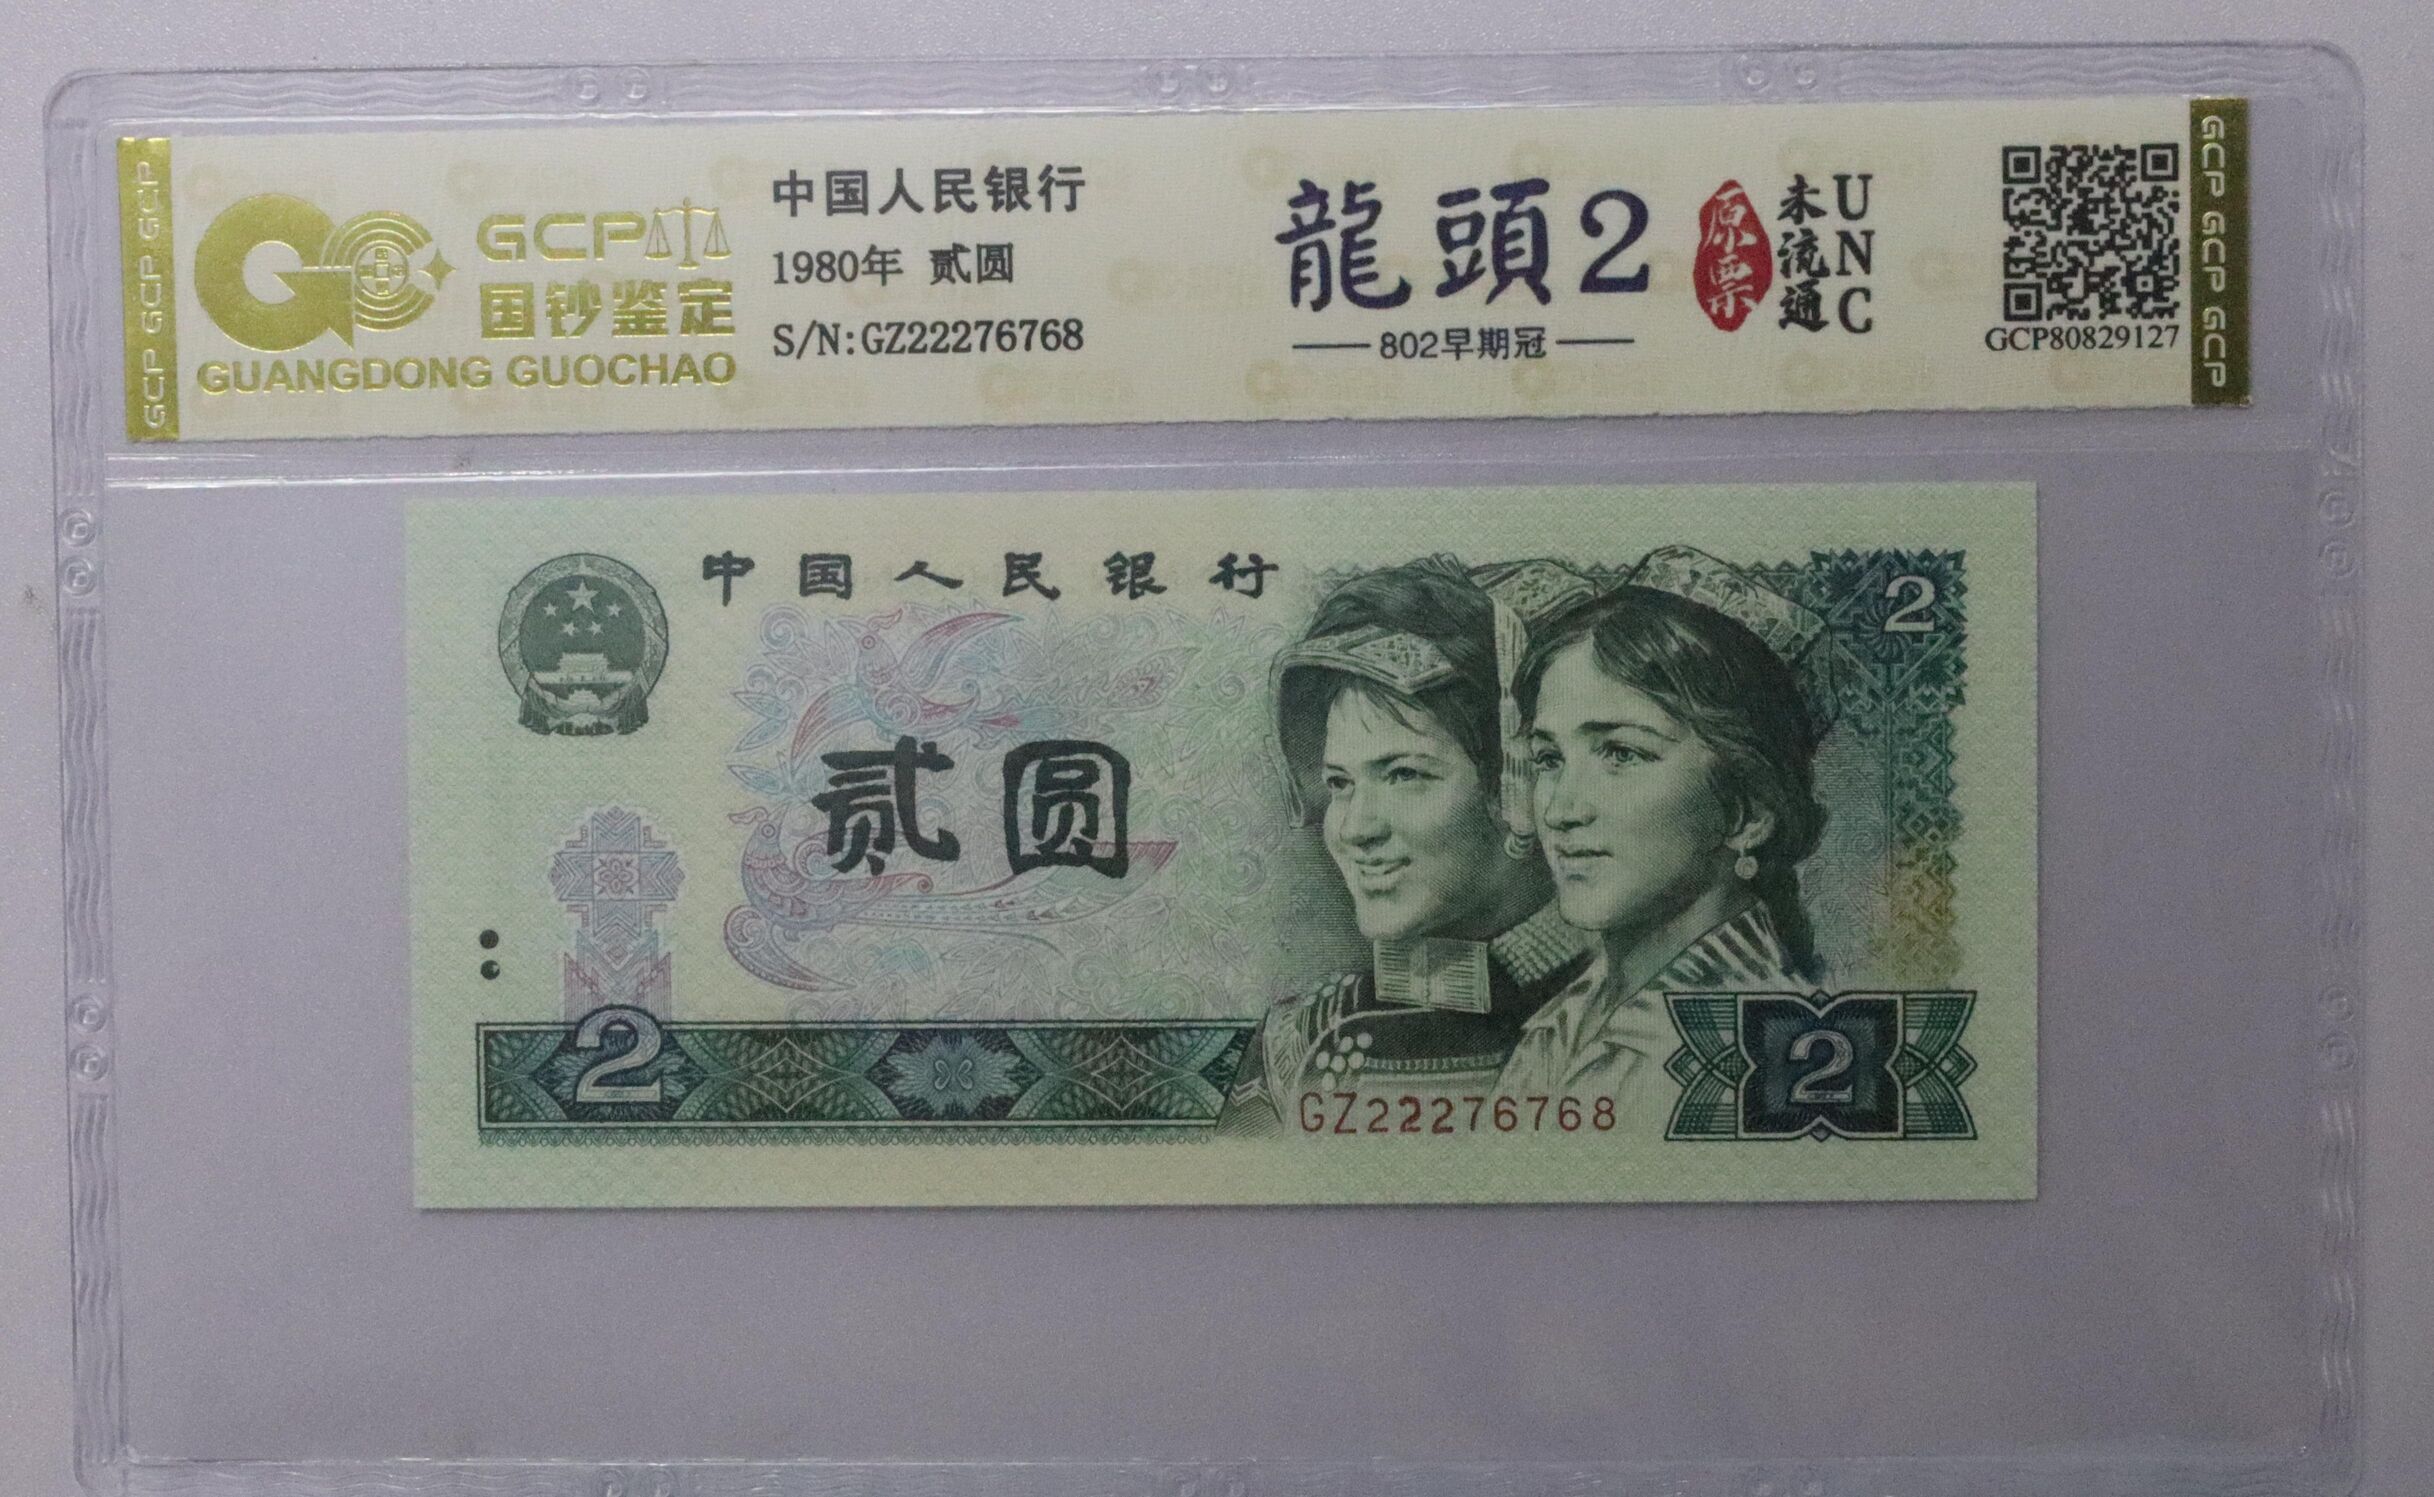 GCP GCP GCP
GCP
国钞鉴定
GUANGDONG GUOCHAO
中国人民银行
1980年 贰圆
S/N:GZ22276768
龍頭2
802早期冠
原票
未流通
UNC
GCP80829127
GCP GCP GCP
中国人民银行
2
贰圆
2
GZ22276768
2